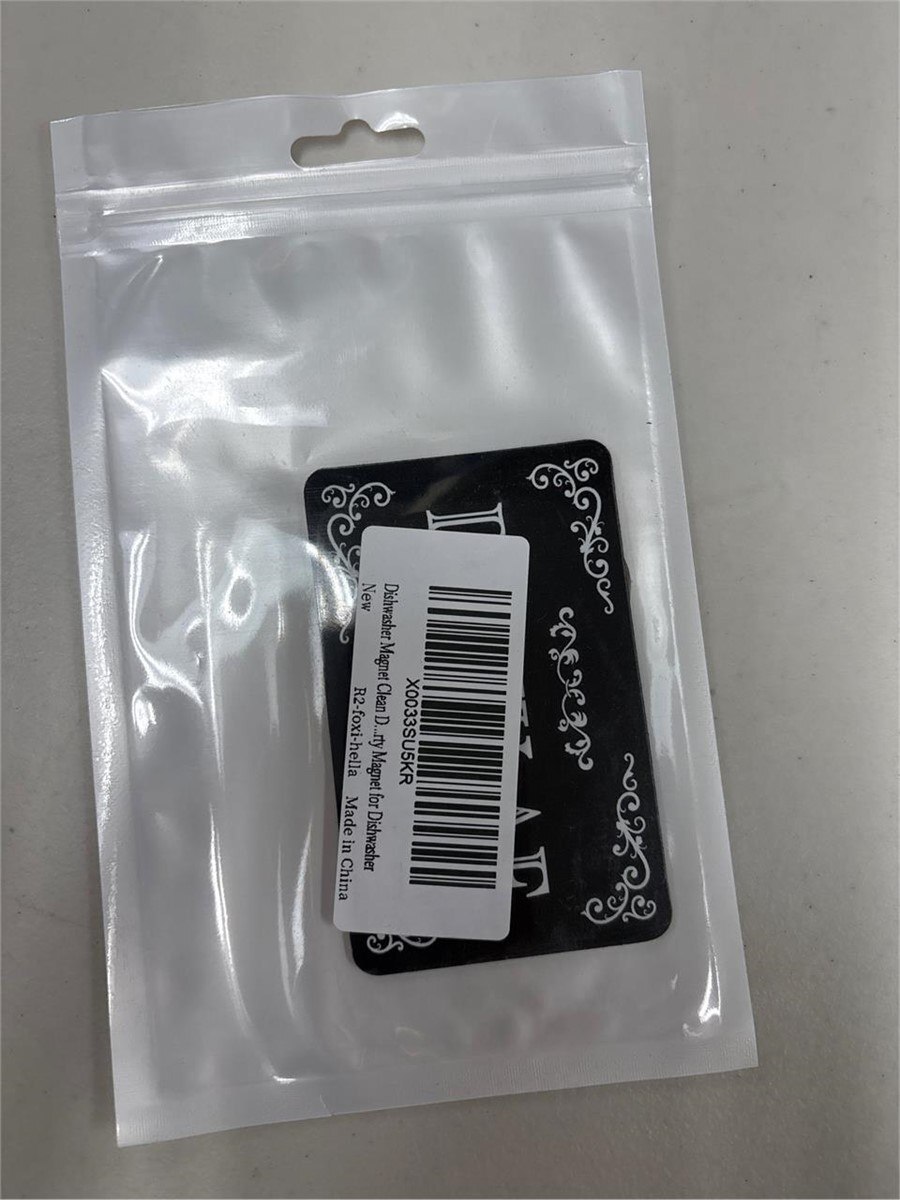 X0033SU5KR
Dishwasher Magnet Clean D...rty Magnet for Dishwasher
New
R2-foxi-hella Made in China